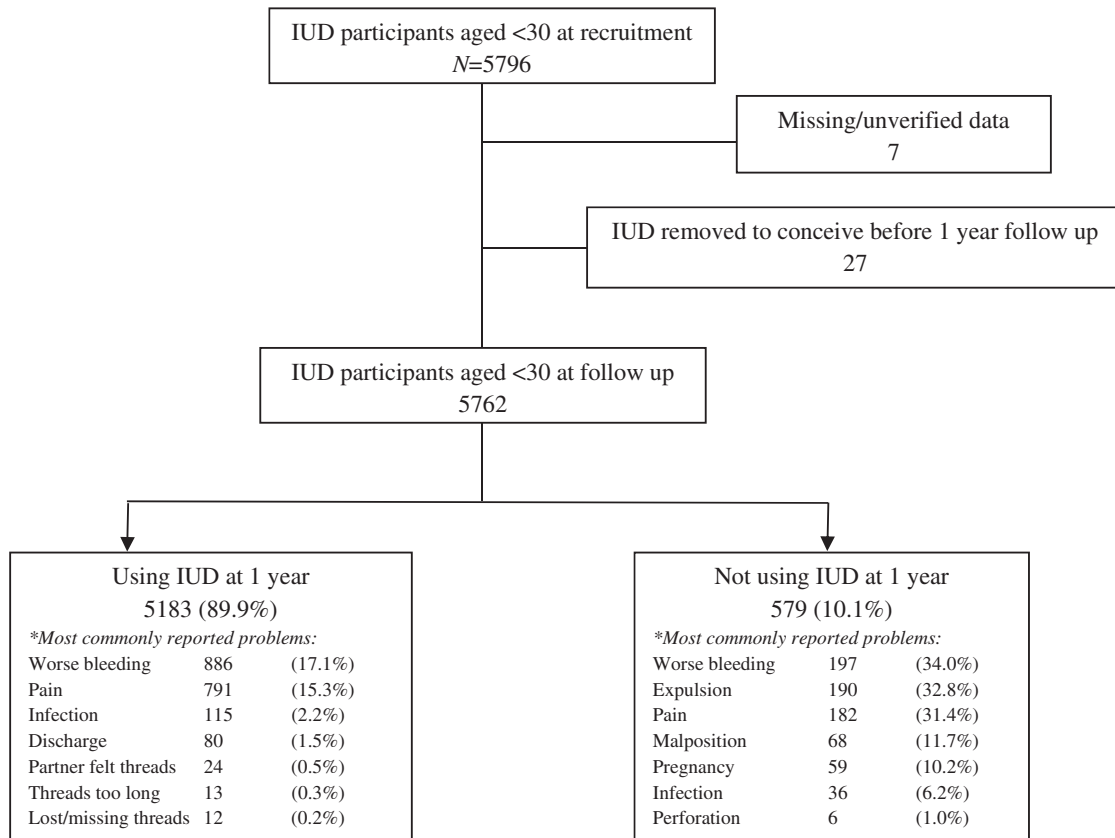 IUD participants aged <30 at recruitment
N=5796
Missing/unverified data
7
IUD removed to conceive before 1 year follow up
27
IUD participants aged <30 at follow up
5762
Using IUD at 1 year
5183 (89.9%)
*Most commonly reported problems:
Worse bleeding 886 (17.1%)
Pain 791 (15.3%)
Infection 115 (2.2%)
Discharge 80 (1.5%)
Partner felt threads 24 (0.5%)
Threads too long 13 (0.3%)
Lost/missing threads 12 (0.2%)
Not using IUD at 1 year
579 (10.1%)
*Most commonly reported problems:
Worse bleeding 197 (34.0%)
Expulsion 190 (32.8%)
Pain 182 (31.4%)
Malposition 68 (11.7%)
Pregnancy 59 (10.2%)
Infection 36 (6.2%)
Perforation 6 (1.0%)